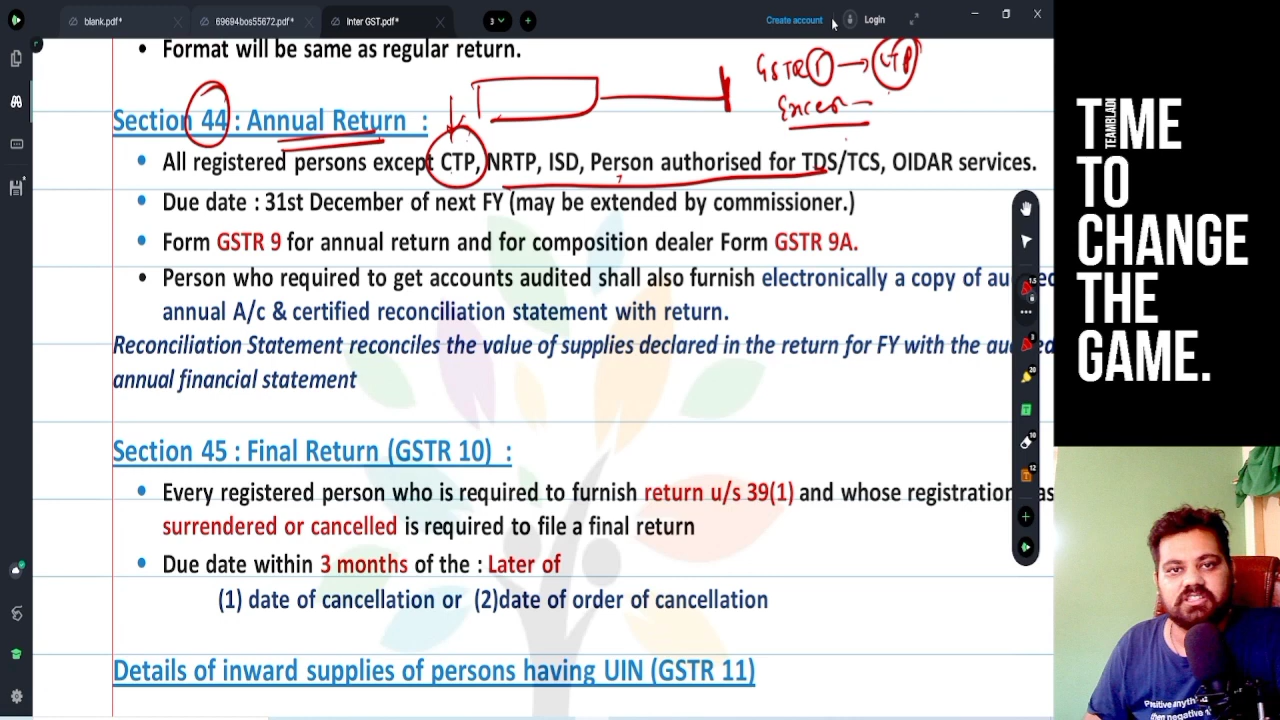 blank.pdf*
69694bos55672.pdf*
Inter GST.pdf*
3
Create account
Login
Format will be same as regular return.
GSTR 1 → CTP
Section 44 : Annual Return :
All registered persons except CTP, NRTP, ISD, Person authorised for TDS/TCS, OIDAR services.
Due date : 31st December of next FY (may be extended by commissioner.)
Form GSTR 9 for annual return and for composition dealer Form GSTR 9A.
Person who required to get accounts audited shall also furnish electronically a copy of
annual A/c & certified reconciliation statement with return.
Reconciliation Statement reconciles the value of supplies declared in the return for FY with the
annual financial statement
Section 45 : Final Return (GSTR 10) :
Every registered person who is required to furnish return u/s 39(1) and whose registration
surrendered or cancelled is required to file a final return
Due date within 3 months of the : Later of
(1) date of cancellation or (2)date of order of cancellation
Details of inward supplies of persons having UIN (GSTR 11)
TIME
TEAMBLADN
TO
CHANGE
THE
GAME.
Positive anyth
then negative